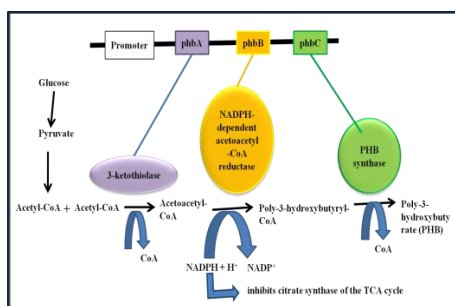 Promoter
phbA
phbB
phbC
Glucose
Pyruvate
3-ketothiolase
NADPH-
dependent
acetoacetyl
-CoA
reductase
PHB
synthase
Acetyl-CoA + Acetyl-CoA
Acetoacetyl-
CoA
Poly-3-hydroxybutyryl-
CoA
Poly-3-
hydroxybuty
rate (PHB)
CoA
NADPH + H⁺
NADP⁺
CoA
inhibits citrate synthase of the TCA cycle